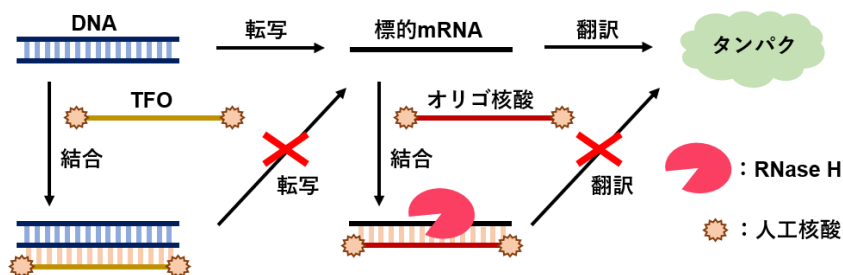 DNA
転写
標的mRNA
翻訳
タンパク
TFO
オリゴ核酸
結合
転写
結合
翻訳
：RNase H
：人工核酸